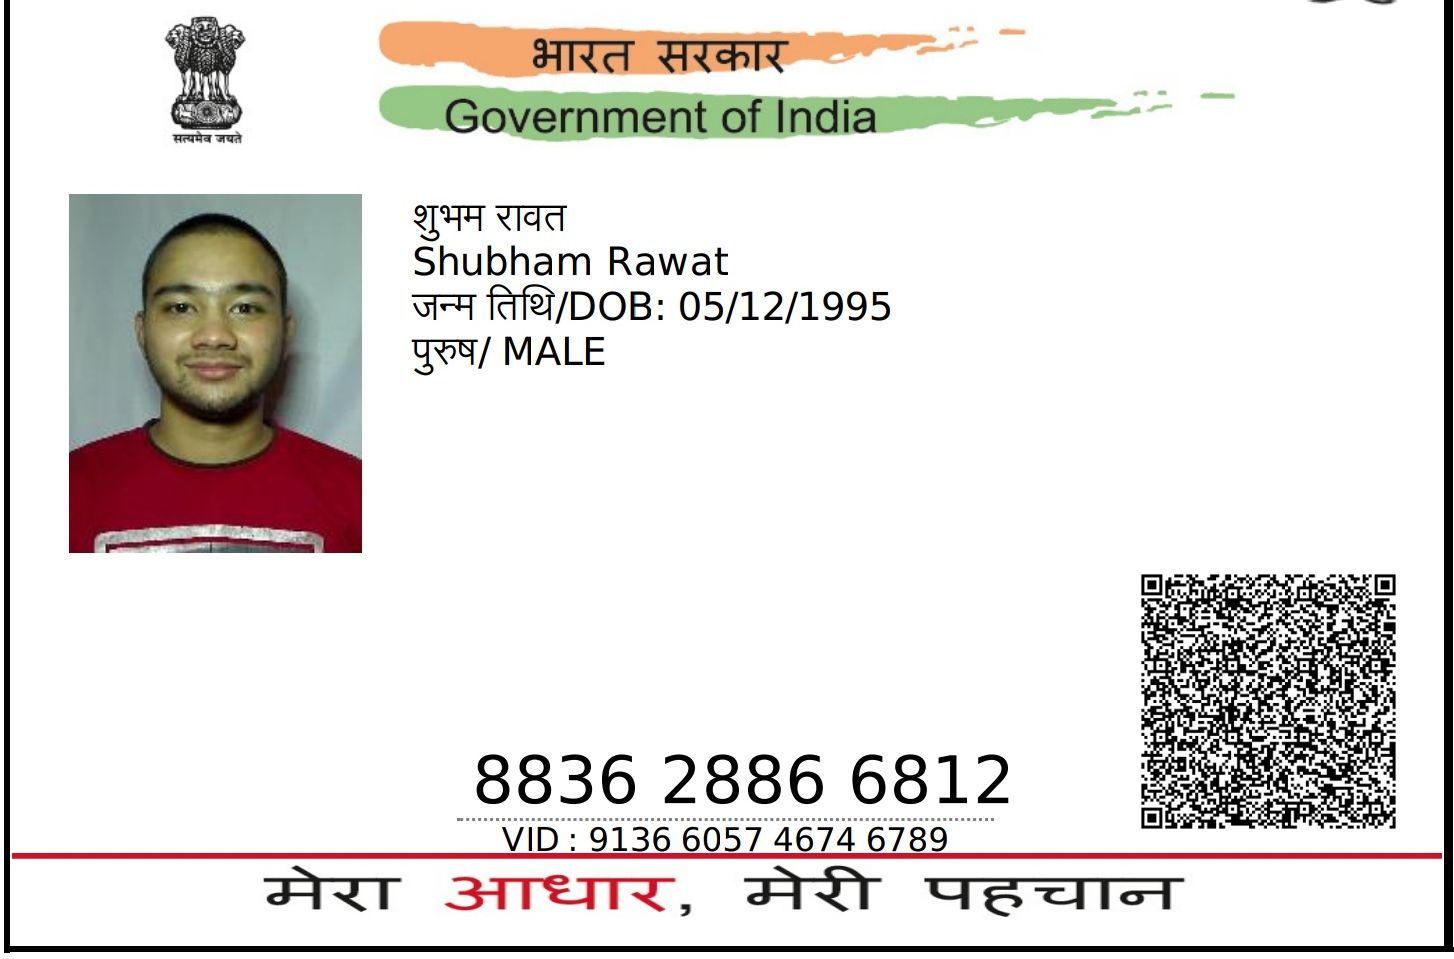 भारत सरकार
Government of India
सत्यमेव जयते
शुभम रावत
Shubham Rawat
जन्म तिथि/DOB: 05/12/1995
पुरुष/ MALE
8836 2886 6812
VID : 9136 6057 4674 6789
मेरा आधार, मेरी पहचान